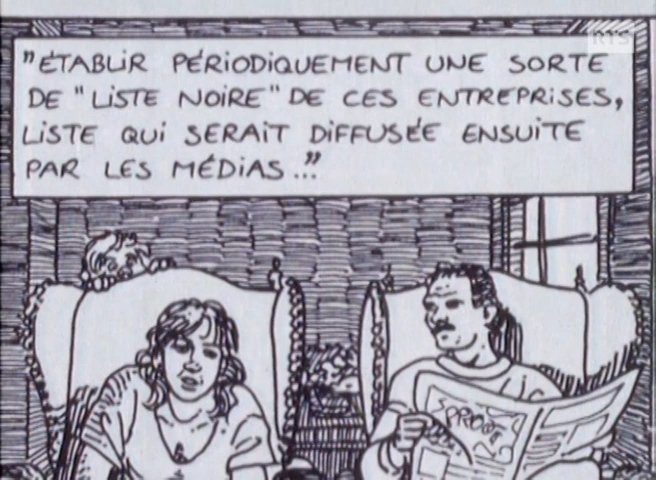 RTS
"ÉTABLIR PÉRIODIQUEMENT UNE SORTE
DE "LISTE NOIRE" DE CES ENTREPRISES,
LISTE QUI SERAIT DIFFUSÉE ENSUITE
PAR LES MÉDIAS..."